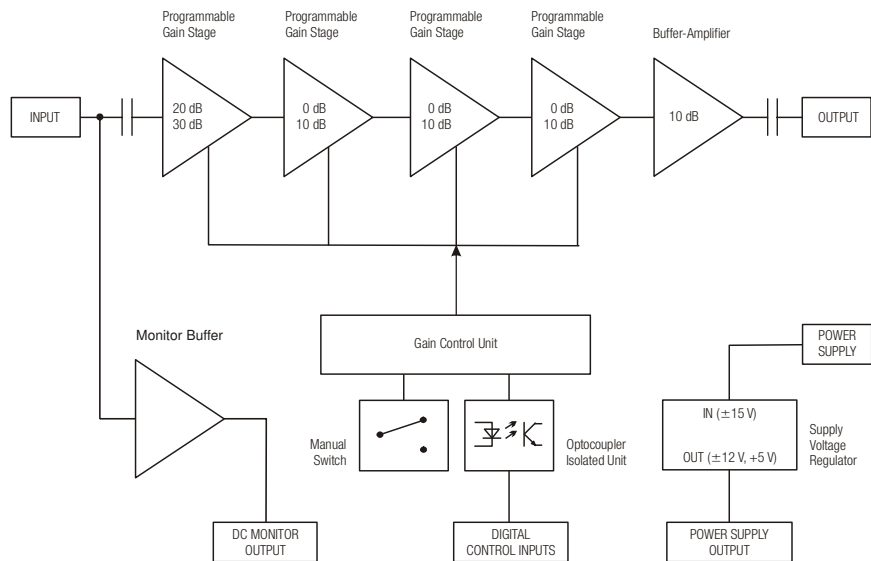 Programmable
Gain Stage
Programmable
Gain Stage
Programmable
Gain Stage
Programmable
Gain Stage
Buffer-Amplifier
INPUT
20 dB
30 dB
0 dB
10 dB
0 dB
10 dB
0 dB
10 dB
10 dB
OUTPUT
Monitor Buffer
Gain Control Unit
POWER
SUPPLY
Manual
Switch
Optocoupler
Isolated Unit
IN (±15 V)
OUT (±12 V, +5 V)
Supply
Voltage
Regulator
DC MONITOR
OUTPUT
DIGITAL
CONTROL INPUTS
POWER SUPPLY
OUTPUT